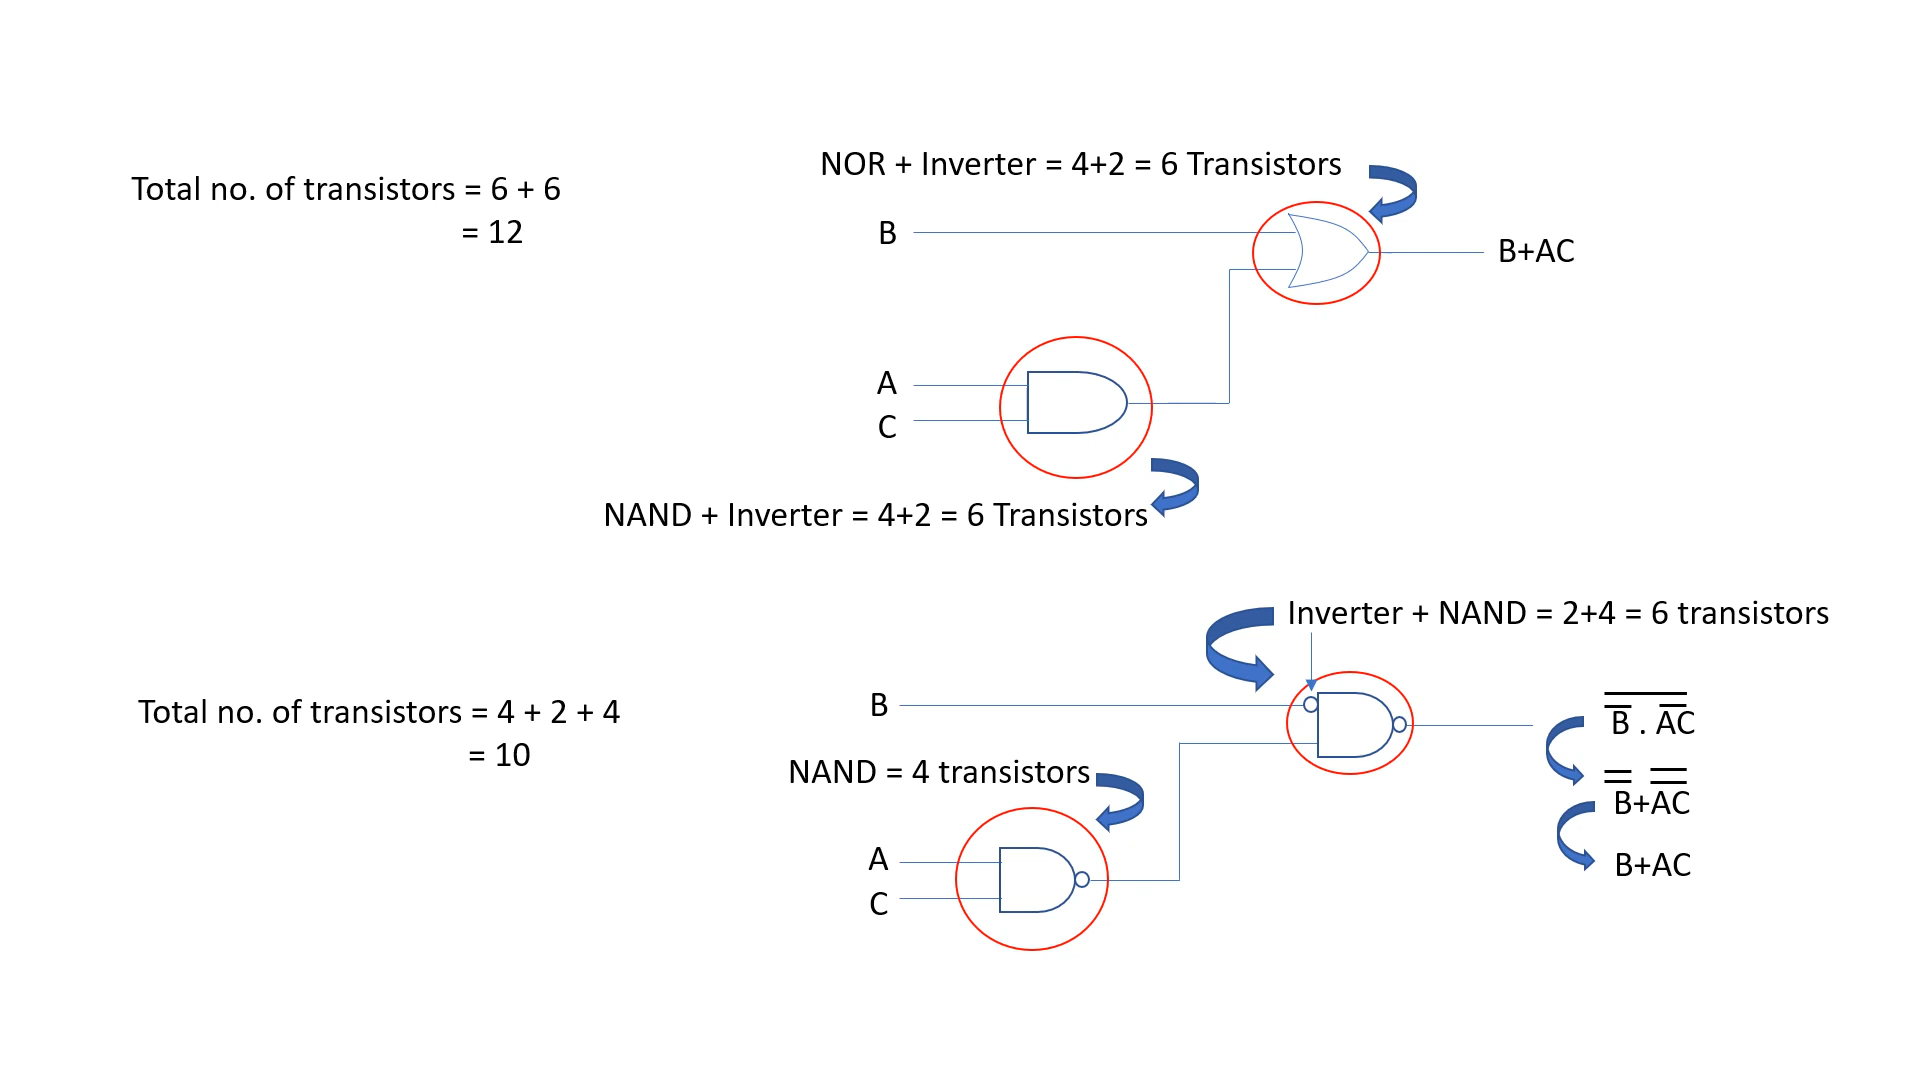 NOR + Inverter = 4+2 = 6 Transistors
Total no. of transistors = 6 + 6
= 12
B
B+AC
A
C
NAND + Inverter = 4+2 = 6 Transistors
Inverter + NAND = 2+4 = 6 transistors
B
Total no. of transistors = 4 + 2 + 4
= 10
B̅ . A̅C̅
NAND = 4 transistors
B+AC
A
C
B+AC